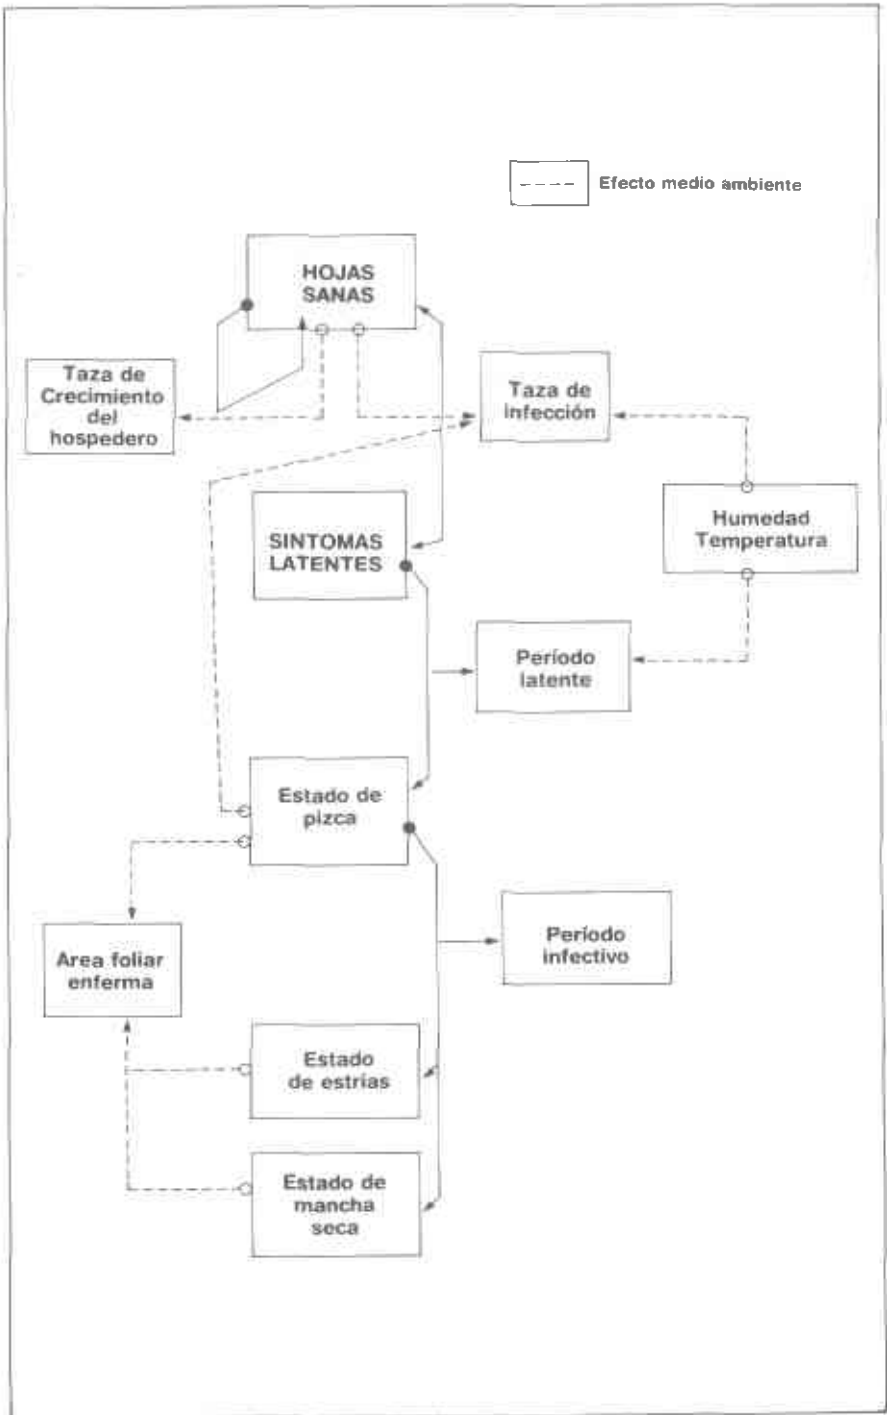 Efecto medio ambiente
HOJAS
SANAS
Taza de
Crecimiento
del
hospedero
Taza de
infección
SINTOMAS
LATENTES
Humedad
Temperatura
Período
latente
Estado de
pizca
Area foliar
enferma
Período
infectivo
Estado
de estrías
Estado de
mancha
seca